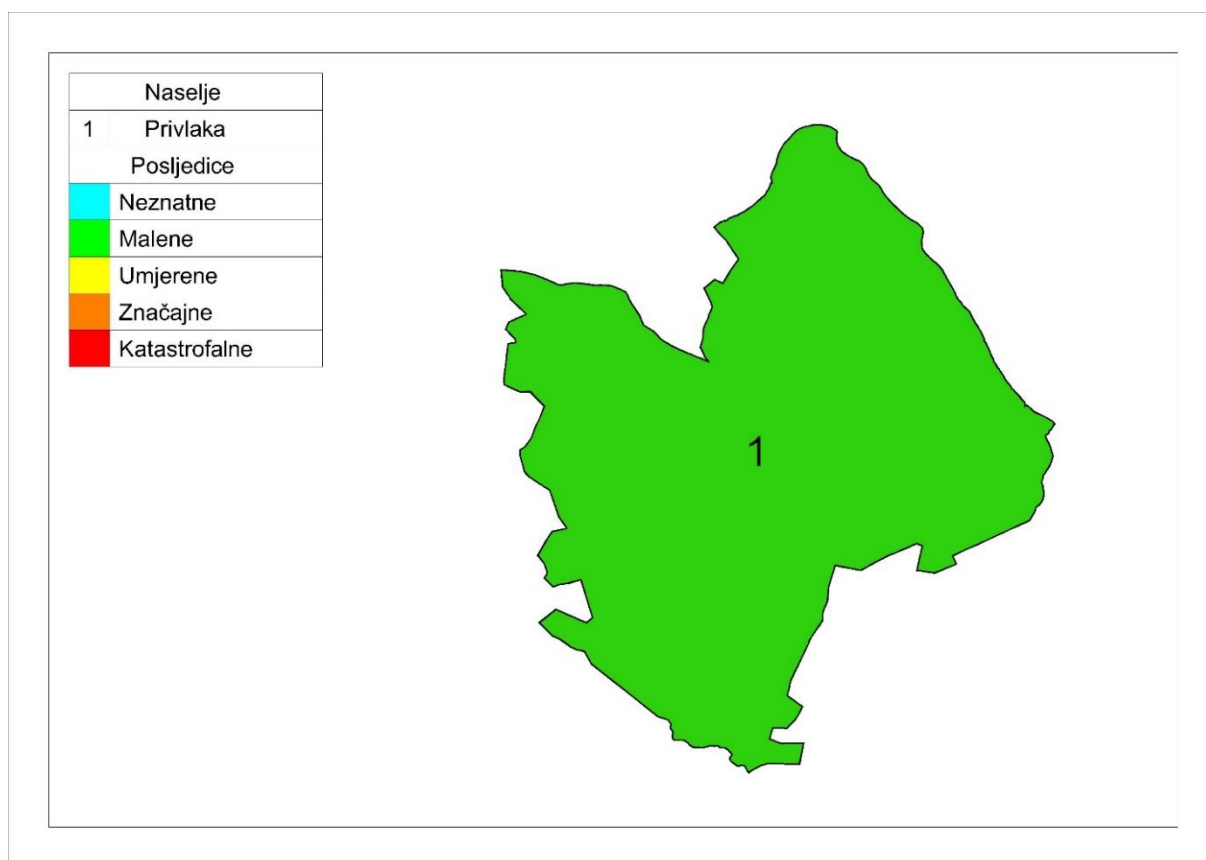 Naselje
1 Privlaka
Posljedice
Neznatne
Malene
Umjerene
Značajne
Katastrofalne
1